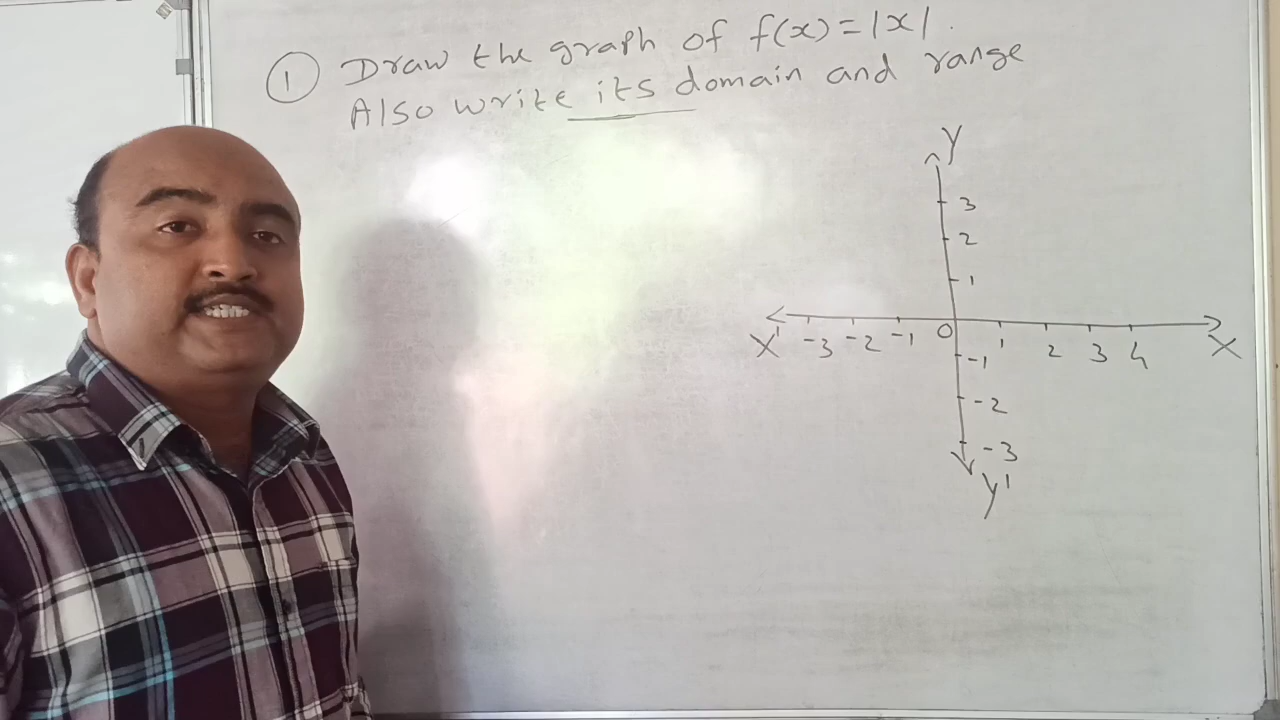 ① Draw the graph of f(x)=|x|.
Also write its domain and range
Y
3
2
1
X' -3 -2 -1 0 1 2 3 4 X
-1
-2
-3
Y'